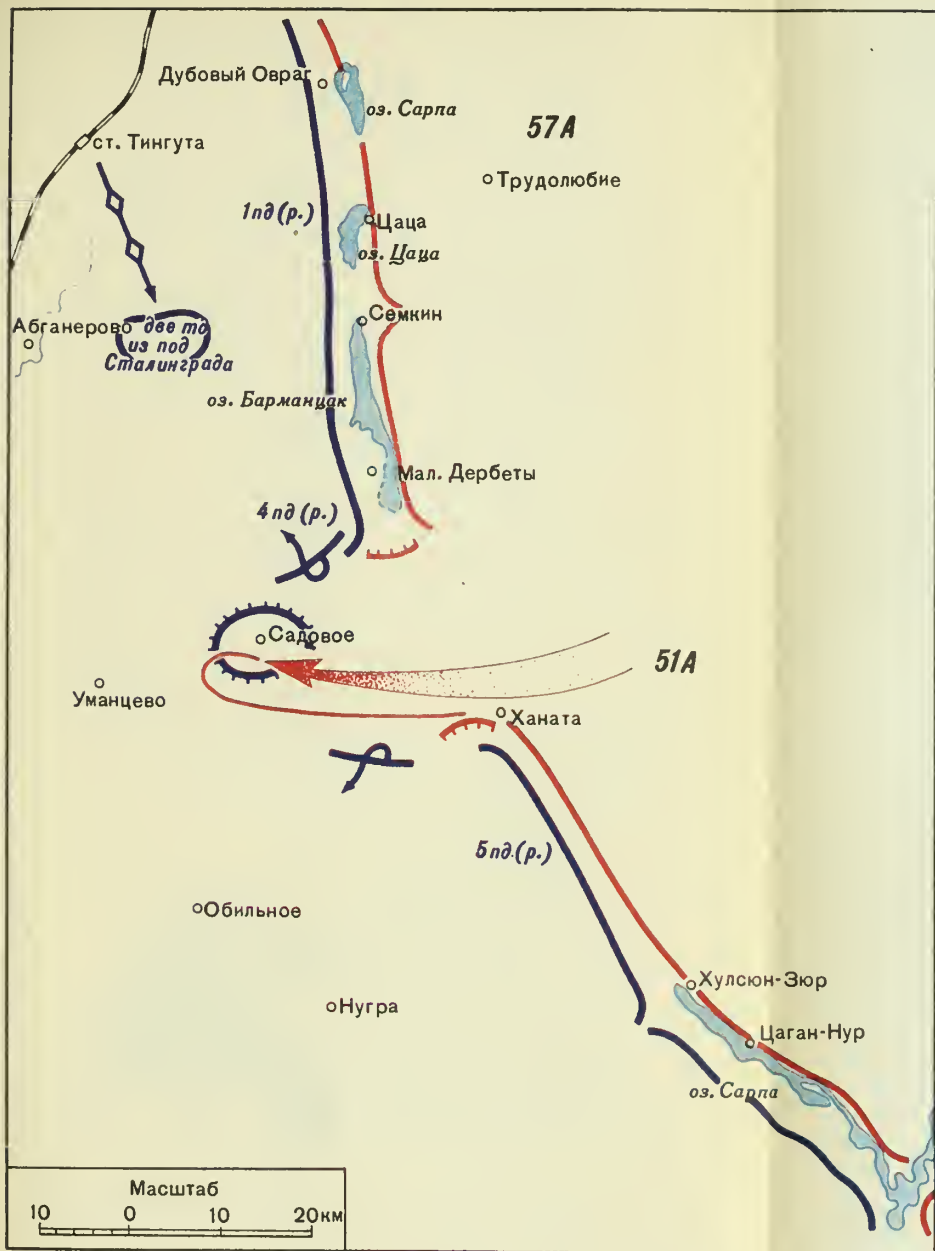 Дубовый Овраг
оз. Сарпа
57А
ст. Тингута
Трудолюбие
1пд (р.)
Цаца
оз. Цаца
Семкин
Абганерово
две тд
из под
Сталинграда
оз. Барманцак
Мал. Дербеты
4пд (р.)
Садовое
51А
Уманцево
Ханата
5пд.(р.)
Обильное
Хулсюн-Зюр
Нугра
Цаган-Нур
оз. Сарпа
Масштаб
10 0 10 20км